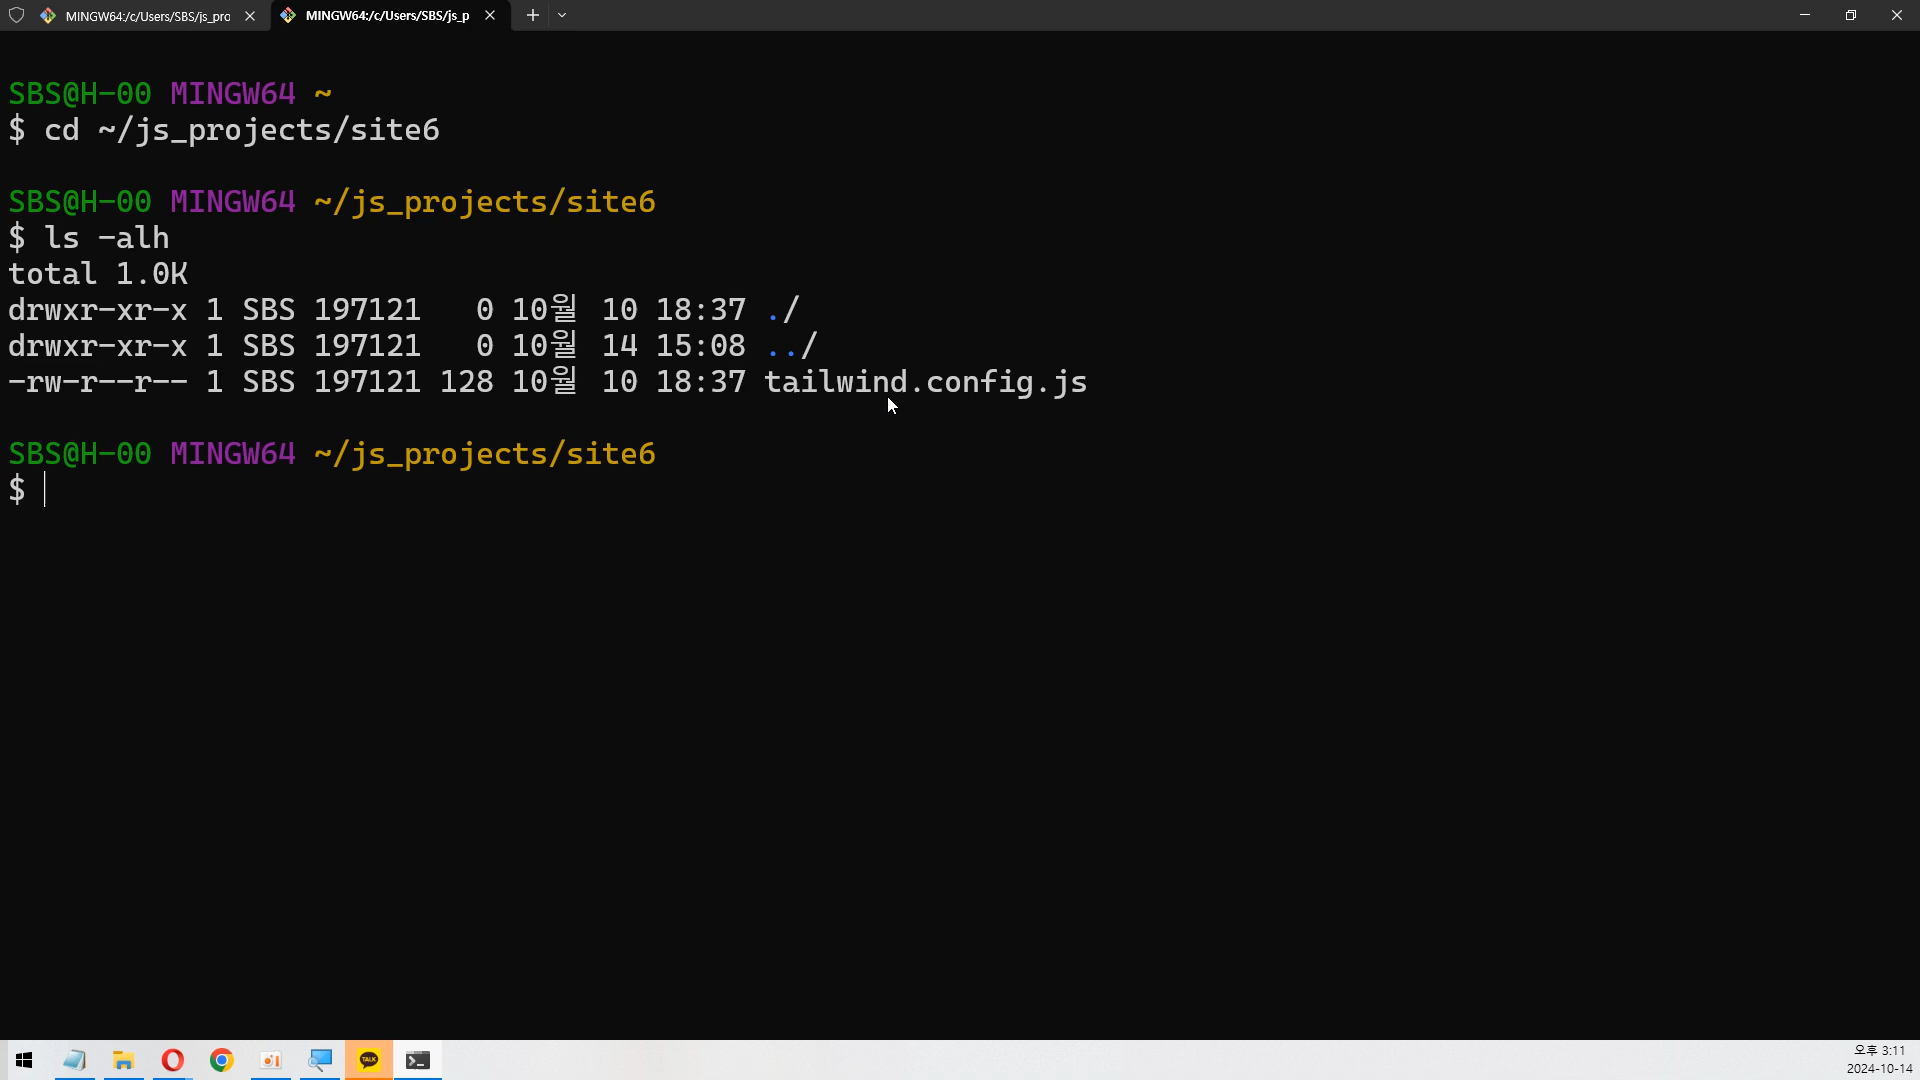 MINGW64:/c/Users/SBS/js_pro
MINGW64:/c/Users/SBS/js_p
SBS@H-00 MINGW64 ~
$ cd ~/js_projects/site6
SBS@H-00 MINGW64 ~/js_projects/site6
$ ls -alh
total 1.0K
drwxr-xr-x 1 SBS 197121   0 10월  10 18:37 ./
drwxr-xr-x 1 SBS 197121   0 10월  14 15:08 ../
-rw-r--r-- 1 SBS 197121 128 10월  10 18:37 tailwind.config.js
SBS@H-00 MINGW64 ~/js_projects/site6
$
TALK
오후 3:11
2024-10-14